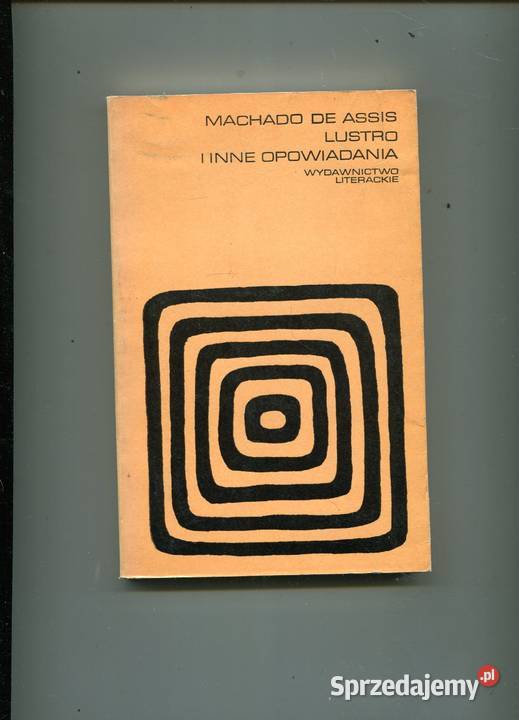 MACHADO DE ASSIS
LUSTRO
I INNE OPOWIADANIA
WYDAWNICTWO
LITERACKIE
Sprzedajemy.pl